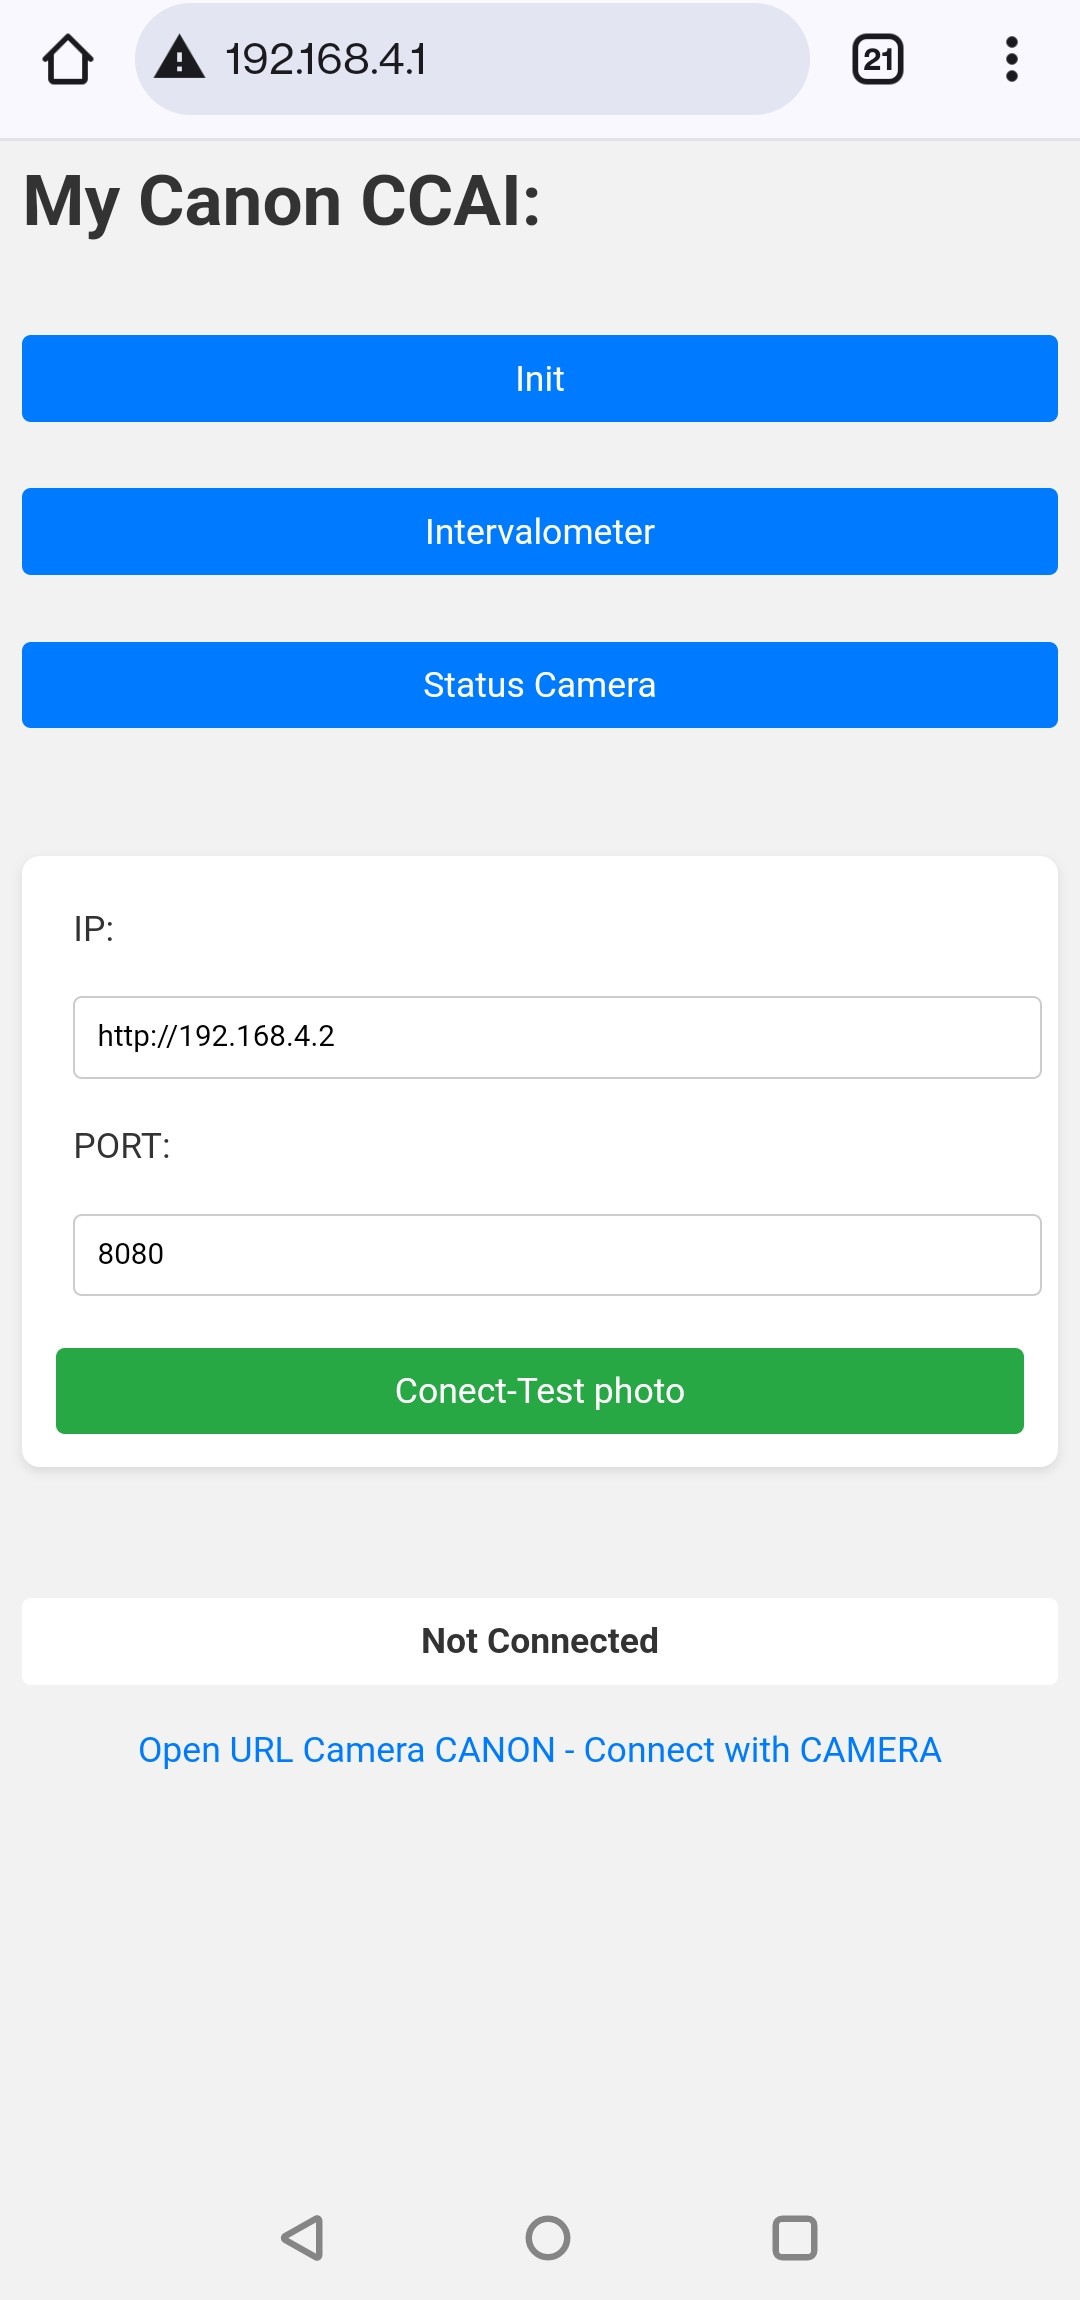 192.168.4.1
21
My Canon CCAI:
Init
Intervalometer
Status Camera
IP:
http://192.168.4.2
PORT:
8080
Conect-Test photo
Not Connected
Open URL Camera CANON - Connect with CAMERA